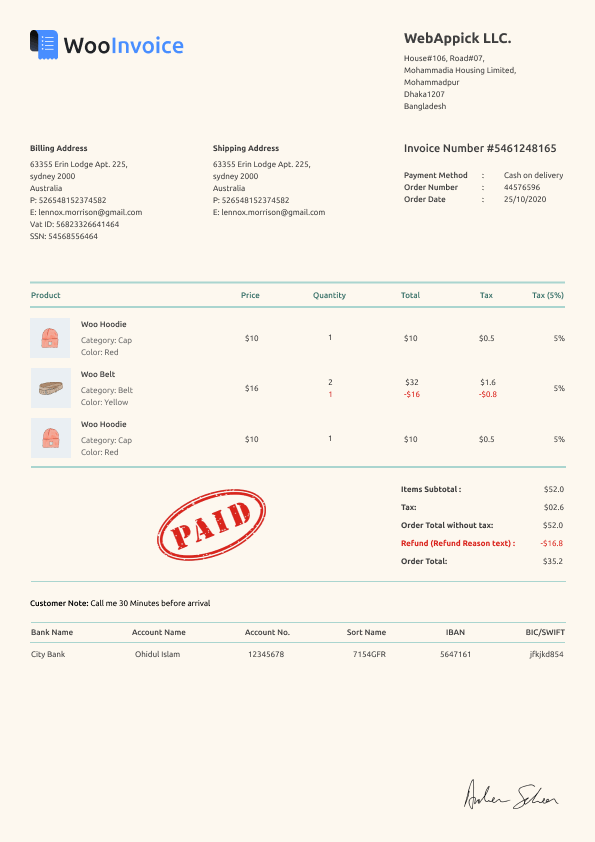 WooInvoice
WebAppick LLC.
House#106, Road#07,
Mohammadia Housing Limited,
Mohammadpur
Dhaka1207
Bangladesh
Billing Address
63355 Erin Lodge Apt. 225,
sydney 2000
Australia
P: 526548152374582
E: lennox.morrison@gmail.com
Vat ID: 56823326641464
SSN: 54568556464
Shipping Address
63355 Erin Lodge Apt. 225,
sydney 2000
Australia
P: 526548152374582
E: lennox.morrison@gmail.com
Invoice Number #5461248165
Payment Method : Cash on delivery
Order Number : 44576596
Order Date : 25/10/2020
Product Price Quantity Total Tax Tax (5%)
Woo Hoodie
Category: Cap
Color: Red
$10 1 $10 $0.5 5%
Woo Belt
Category: Belt
Color: Yellow
$16 2 $32 $1.6 5%
1 -$16 -$0.8
Woo Hoodie
Category: Cap
Color: Red
$10 1 $10 $0.5 5%
PAID
Items Subtotal : $52.0
Tax: $02.6
Order Total without tax: $52.0
Refund (Refund Reason text) : -$16.8
Order Total: $35.2
Customer Note: Call me 30 Minutes before arrival
Bank Name Account Name Account No. Sort Name IBAN BIC/SWIFT
City Bank Ohidul Islam 12345678 7154GFR 5647161 jfkjkd854